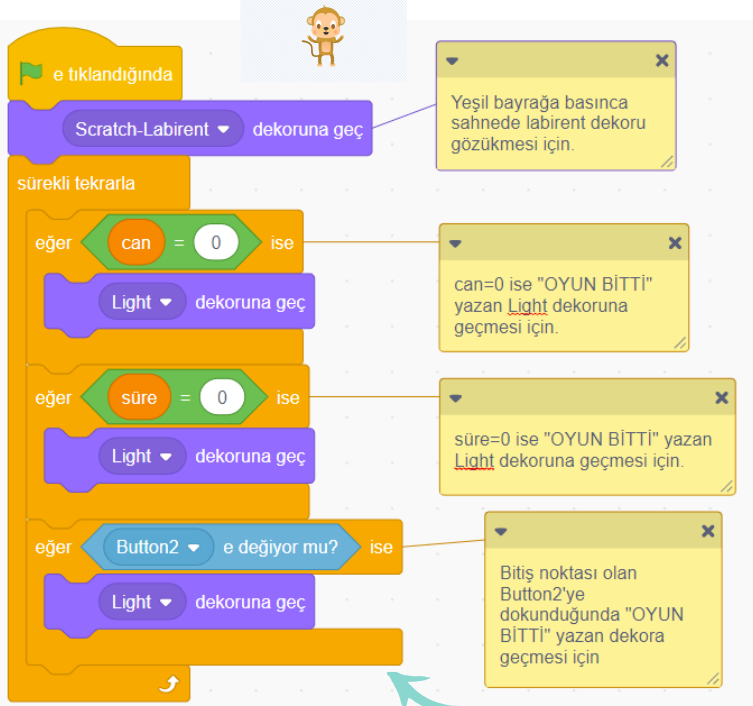 e tıklandığında
Scratch-Labirent dekoruna geç
sürekli tekrarla
eğer can = 0 ise
Light dekoruna geç
eğer süre = 0 ise
Light dekoruna geç
eğer Button2 e değiyor mu? ise
Light dekoruna geç
Yeşil bayrağa basınca
sahnede labirent dekoru
gözükmesi için.
can=0 ise "OYUN BİTTİ"
yazan Light dekoruna
geçmesi için.
süre=0 ise "OYUN BİTTİ" yazan
Light dekoruna geçmesi için.
Bitiş noktası olan
Button2'ye
dokunduğunda "OYUN
BİTTİ" yazan dekora
geçmesi için